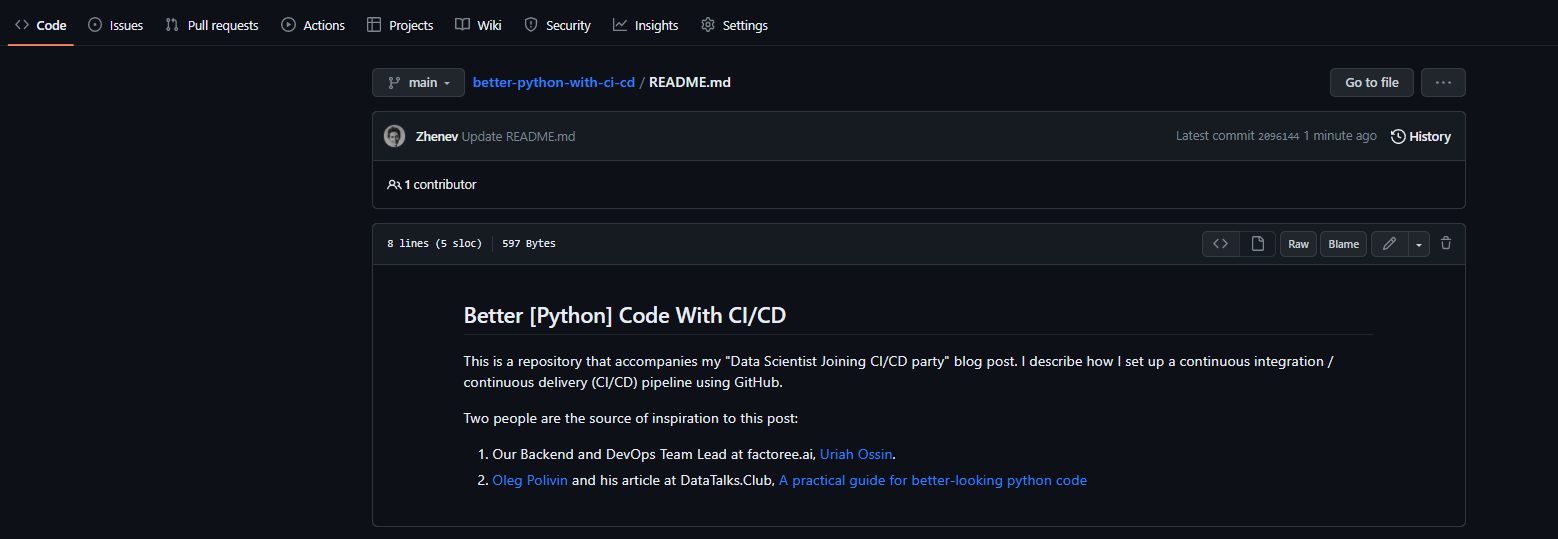 Code Issues Pull requests Actions Projects Wiki Security Insights Settings
main better-python-with-ci-cd / README.md Go to file ...
Zhenev Update README.md Latest commit 2096144 1 minute ago History
1 contributor
8 lines (5 sloc) 597 Bytes Raw Blame
Better [Python] Code With CI/CD
This is a repository that accompanies my "Data Scientist Joining CI/CD party" blog post. I describe how I set up a continuous integration /
continuous delivery (CI/CD) pipeline using GitHub.
Two people are the source of inspiration to this post:
1. Our Backend and DevOps Team Lead at factoree.ai, Uriah Ossin.
2. Oleg Polivin and his article at DataTalks.Club, A practical guide for better-looking python code